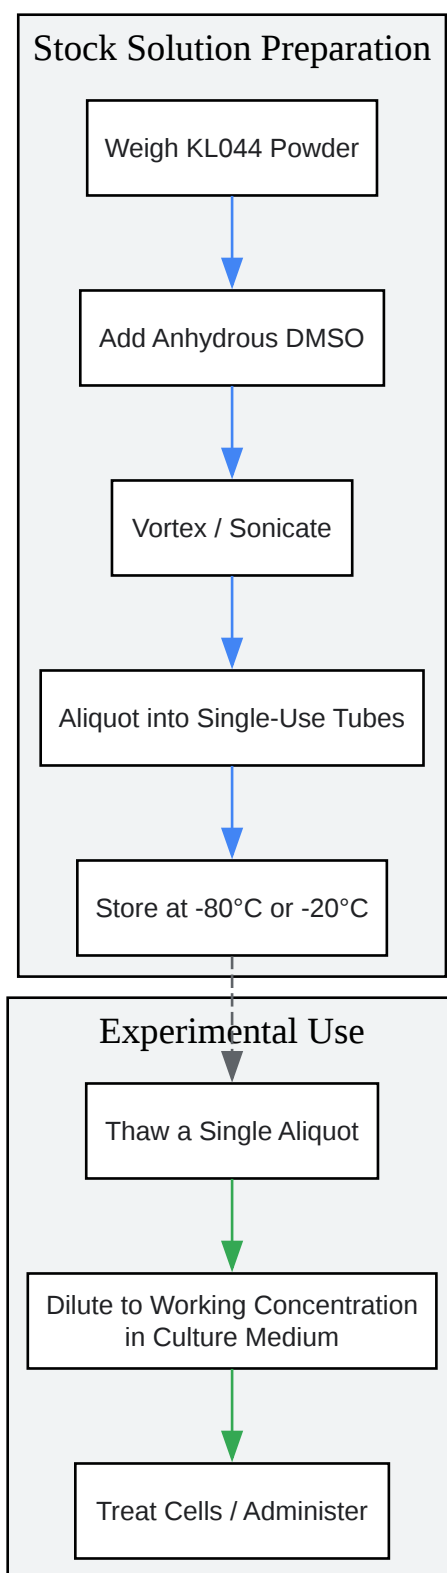 Stock Solution Preparation
Weigh KL044 Powder
Add Anhydrous DMSO
Vortex / Sonicate
Aliquot into Single-Use Tubes
Store at -80°C or -20°C
Experimental Use
Thaw a Single Aliquot
Dilute to Working Concentration
in Culture Medium
Treat Cells / Administer